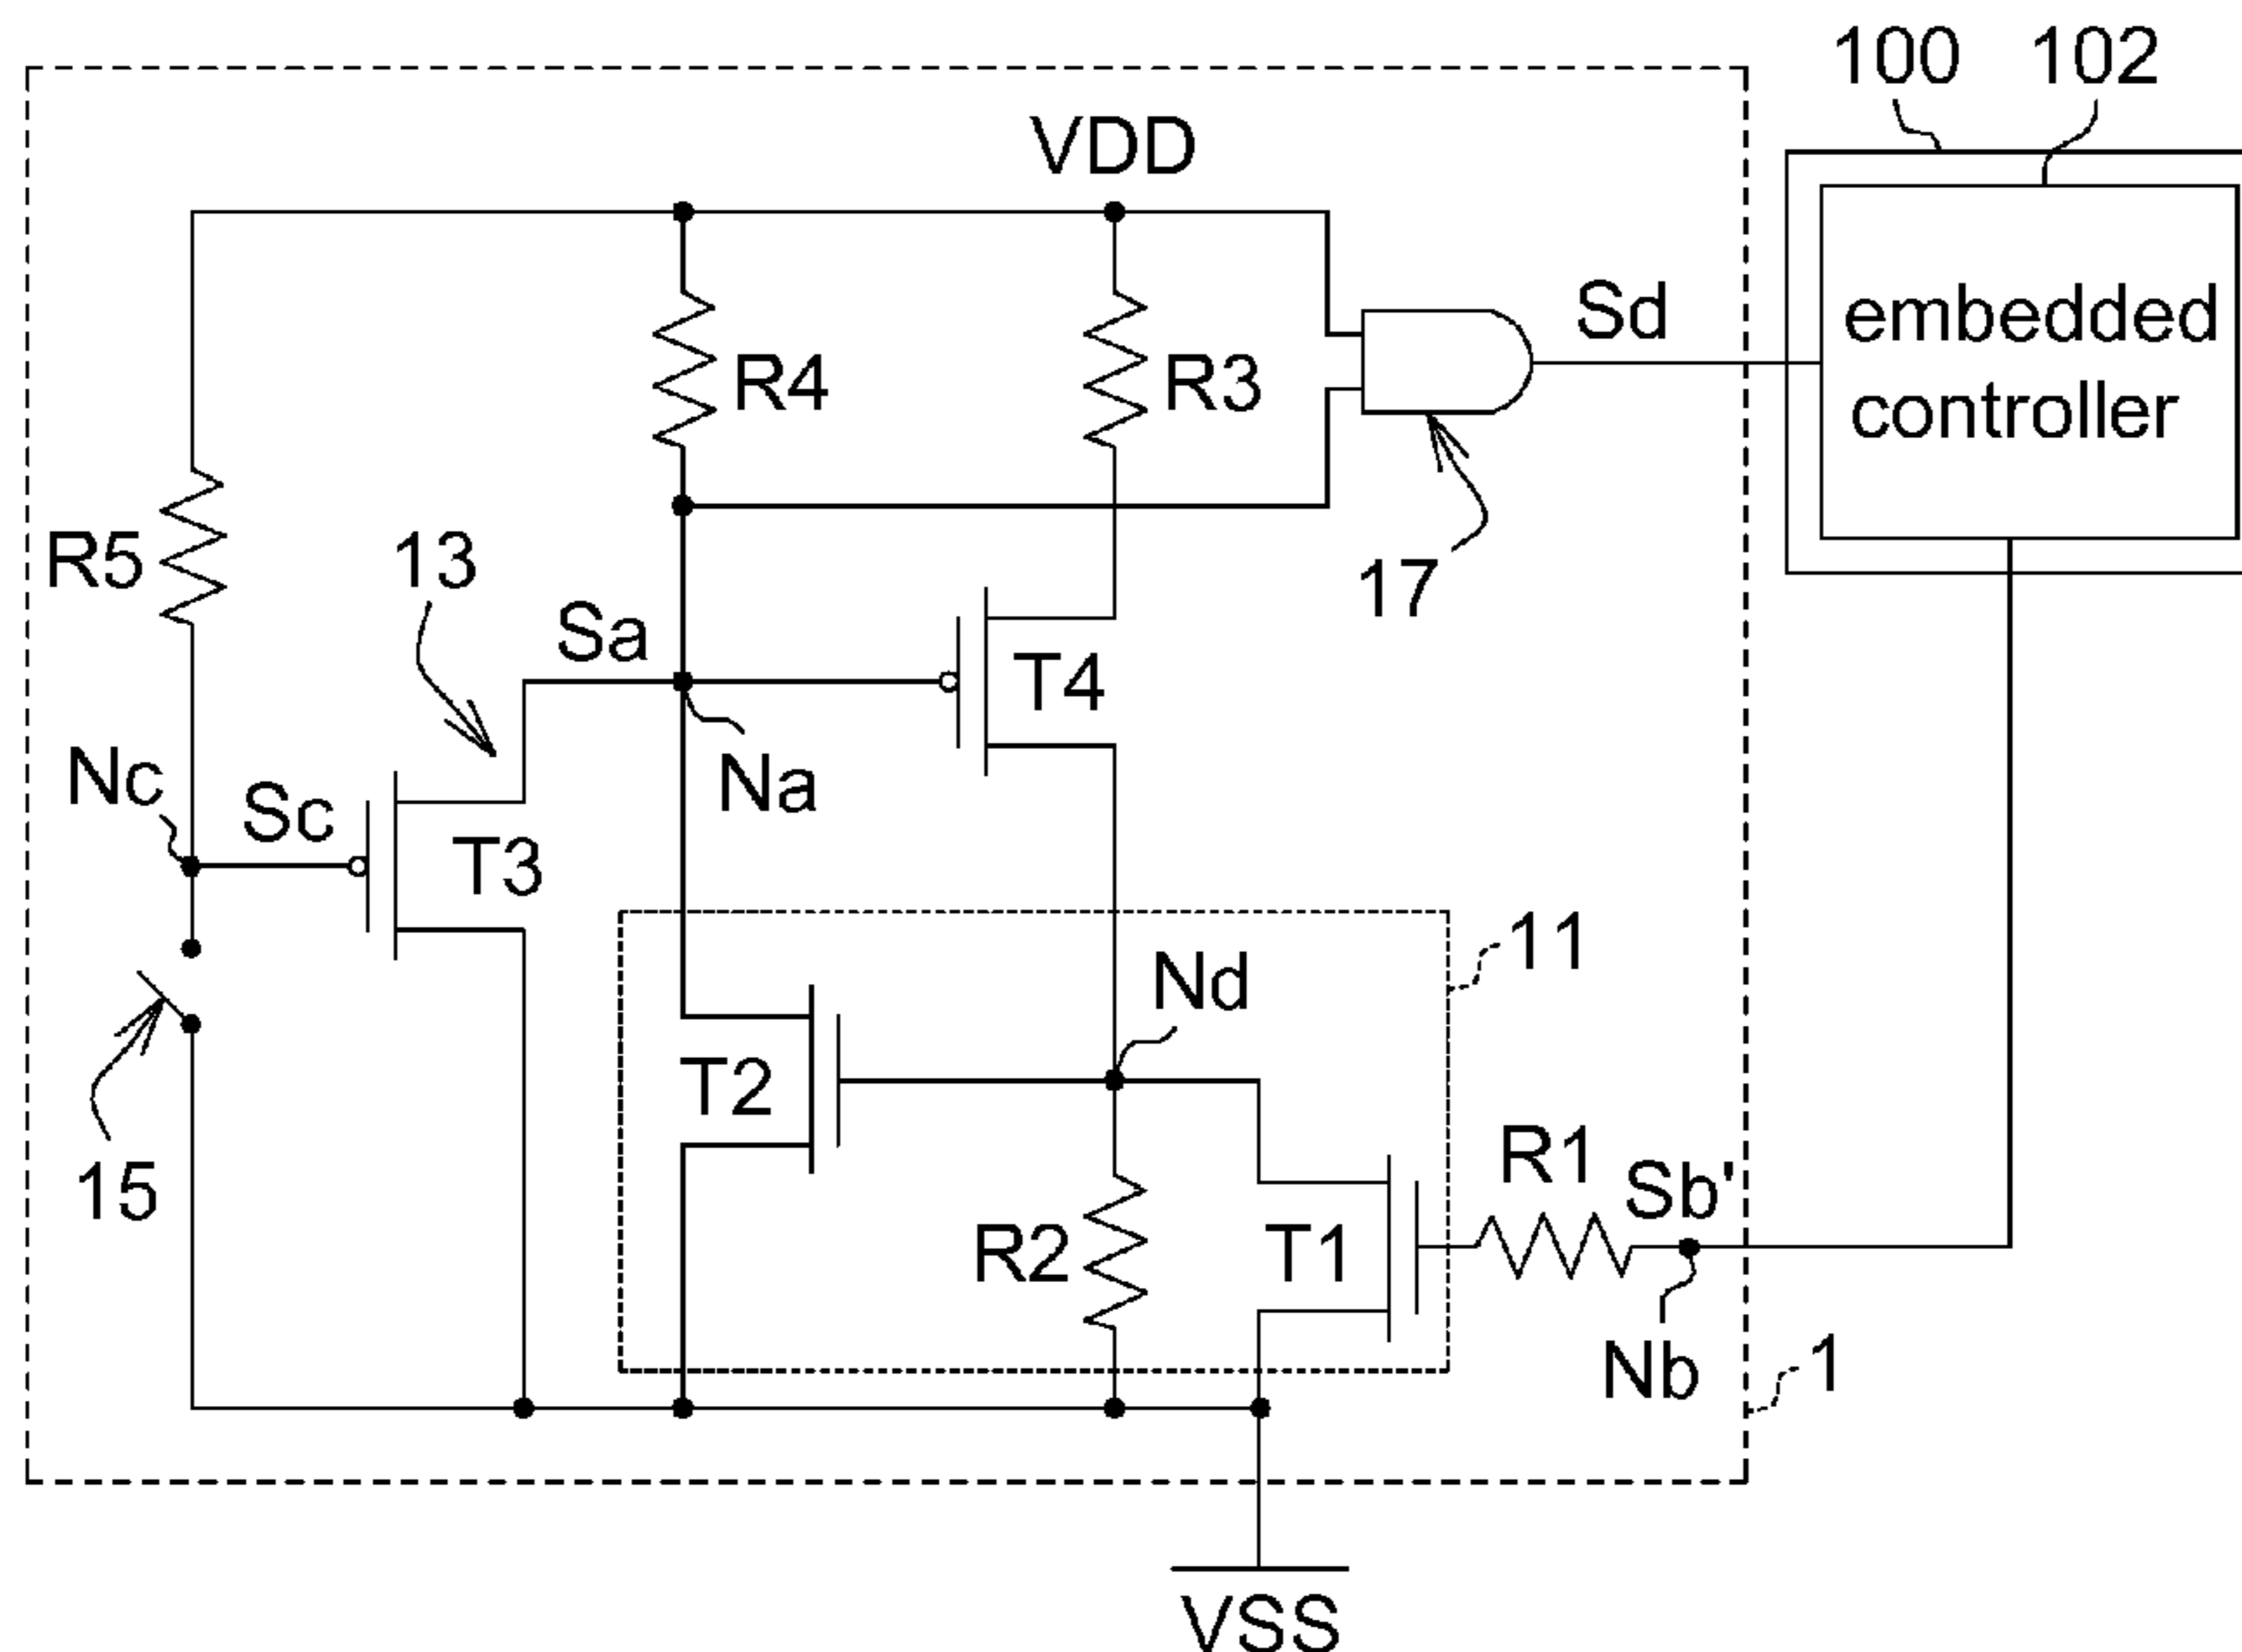 100
102
VDD
Sd
embedded
controller
R4
R3
R5
13
17
Sa
T4
Nc
Sc
Na
T3
11
Nd
T2
15
R1
Sb'
R2
T1
Nb
1
VSS